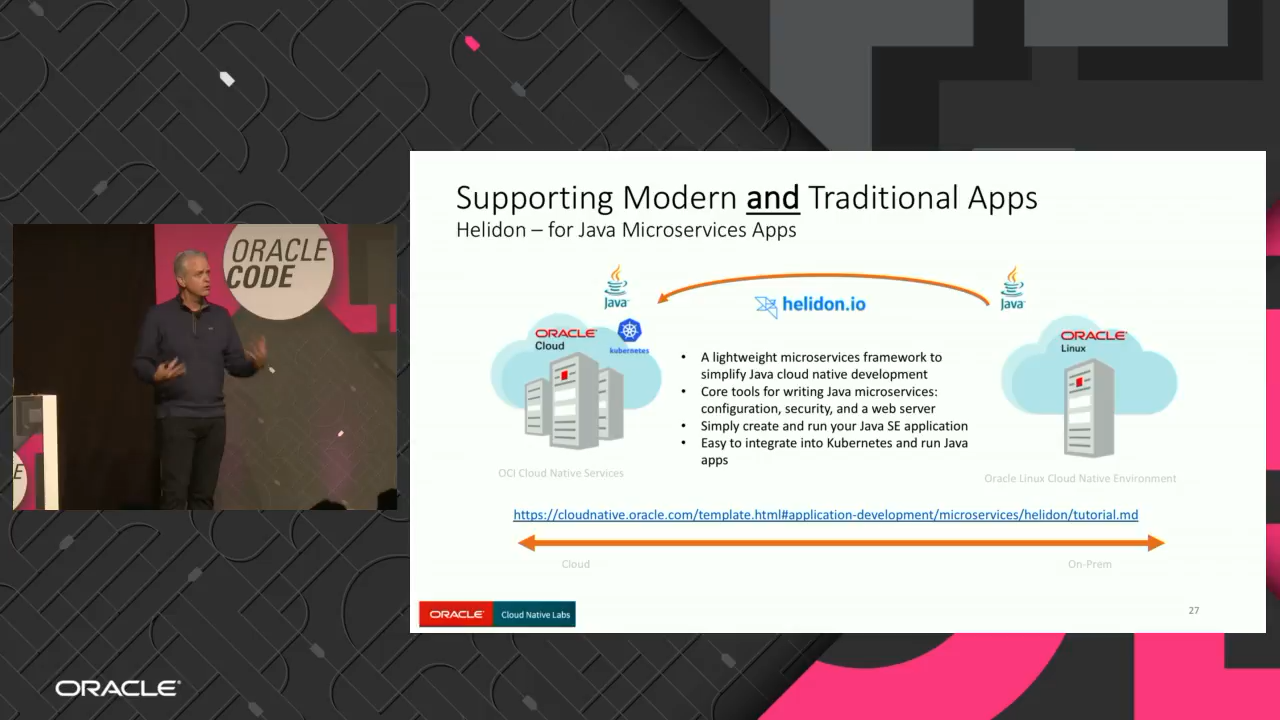 Supporting Modern and Traditional Apps
Helidon – for Java Microservices Apps
Java
helidon.io
Java
ORACLE
Cloud
kubernetes
ORACLE
Linux
• A lightweight microservices framework to
simplify Java cloud native development
• Core tools for writing Java microservices:
configuration, security, and a web server
• Simply create and run your Java SE application
• Easy to integrate into Kubernetes and run Java
apps
OCI Cloud Native Services
Oracle Linux Cloud Native Environment
https://cloudnative.oracle.com/template.html#application-development/microservices/helidon/tutorial.md
Cloud
On-Prem
ORACLE Cloud Native Labs
27
ORACLE
CODE
E
ORACLE